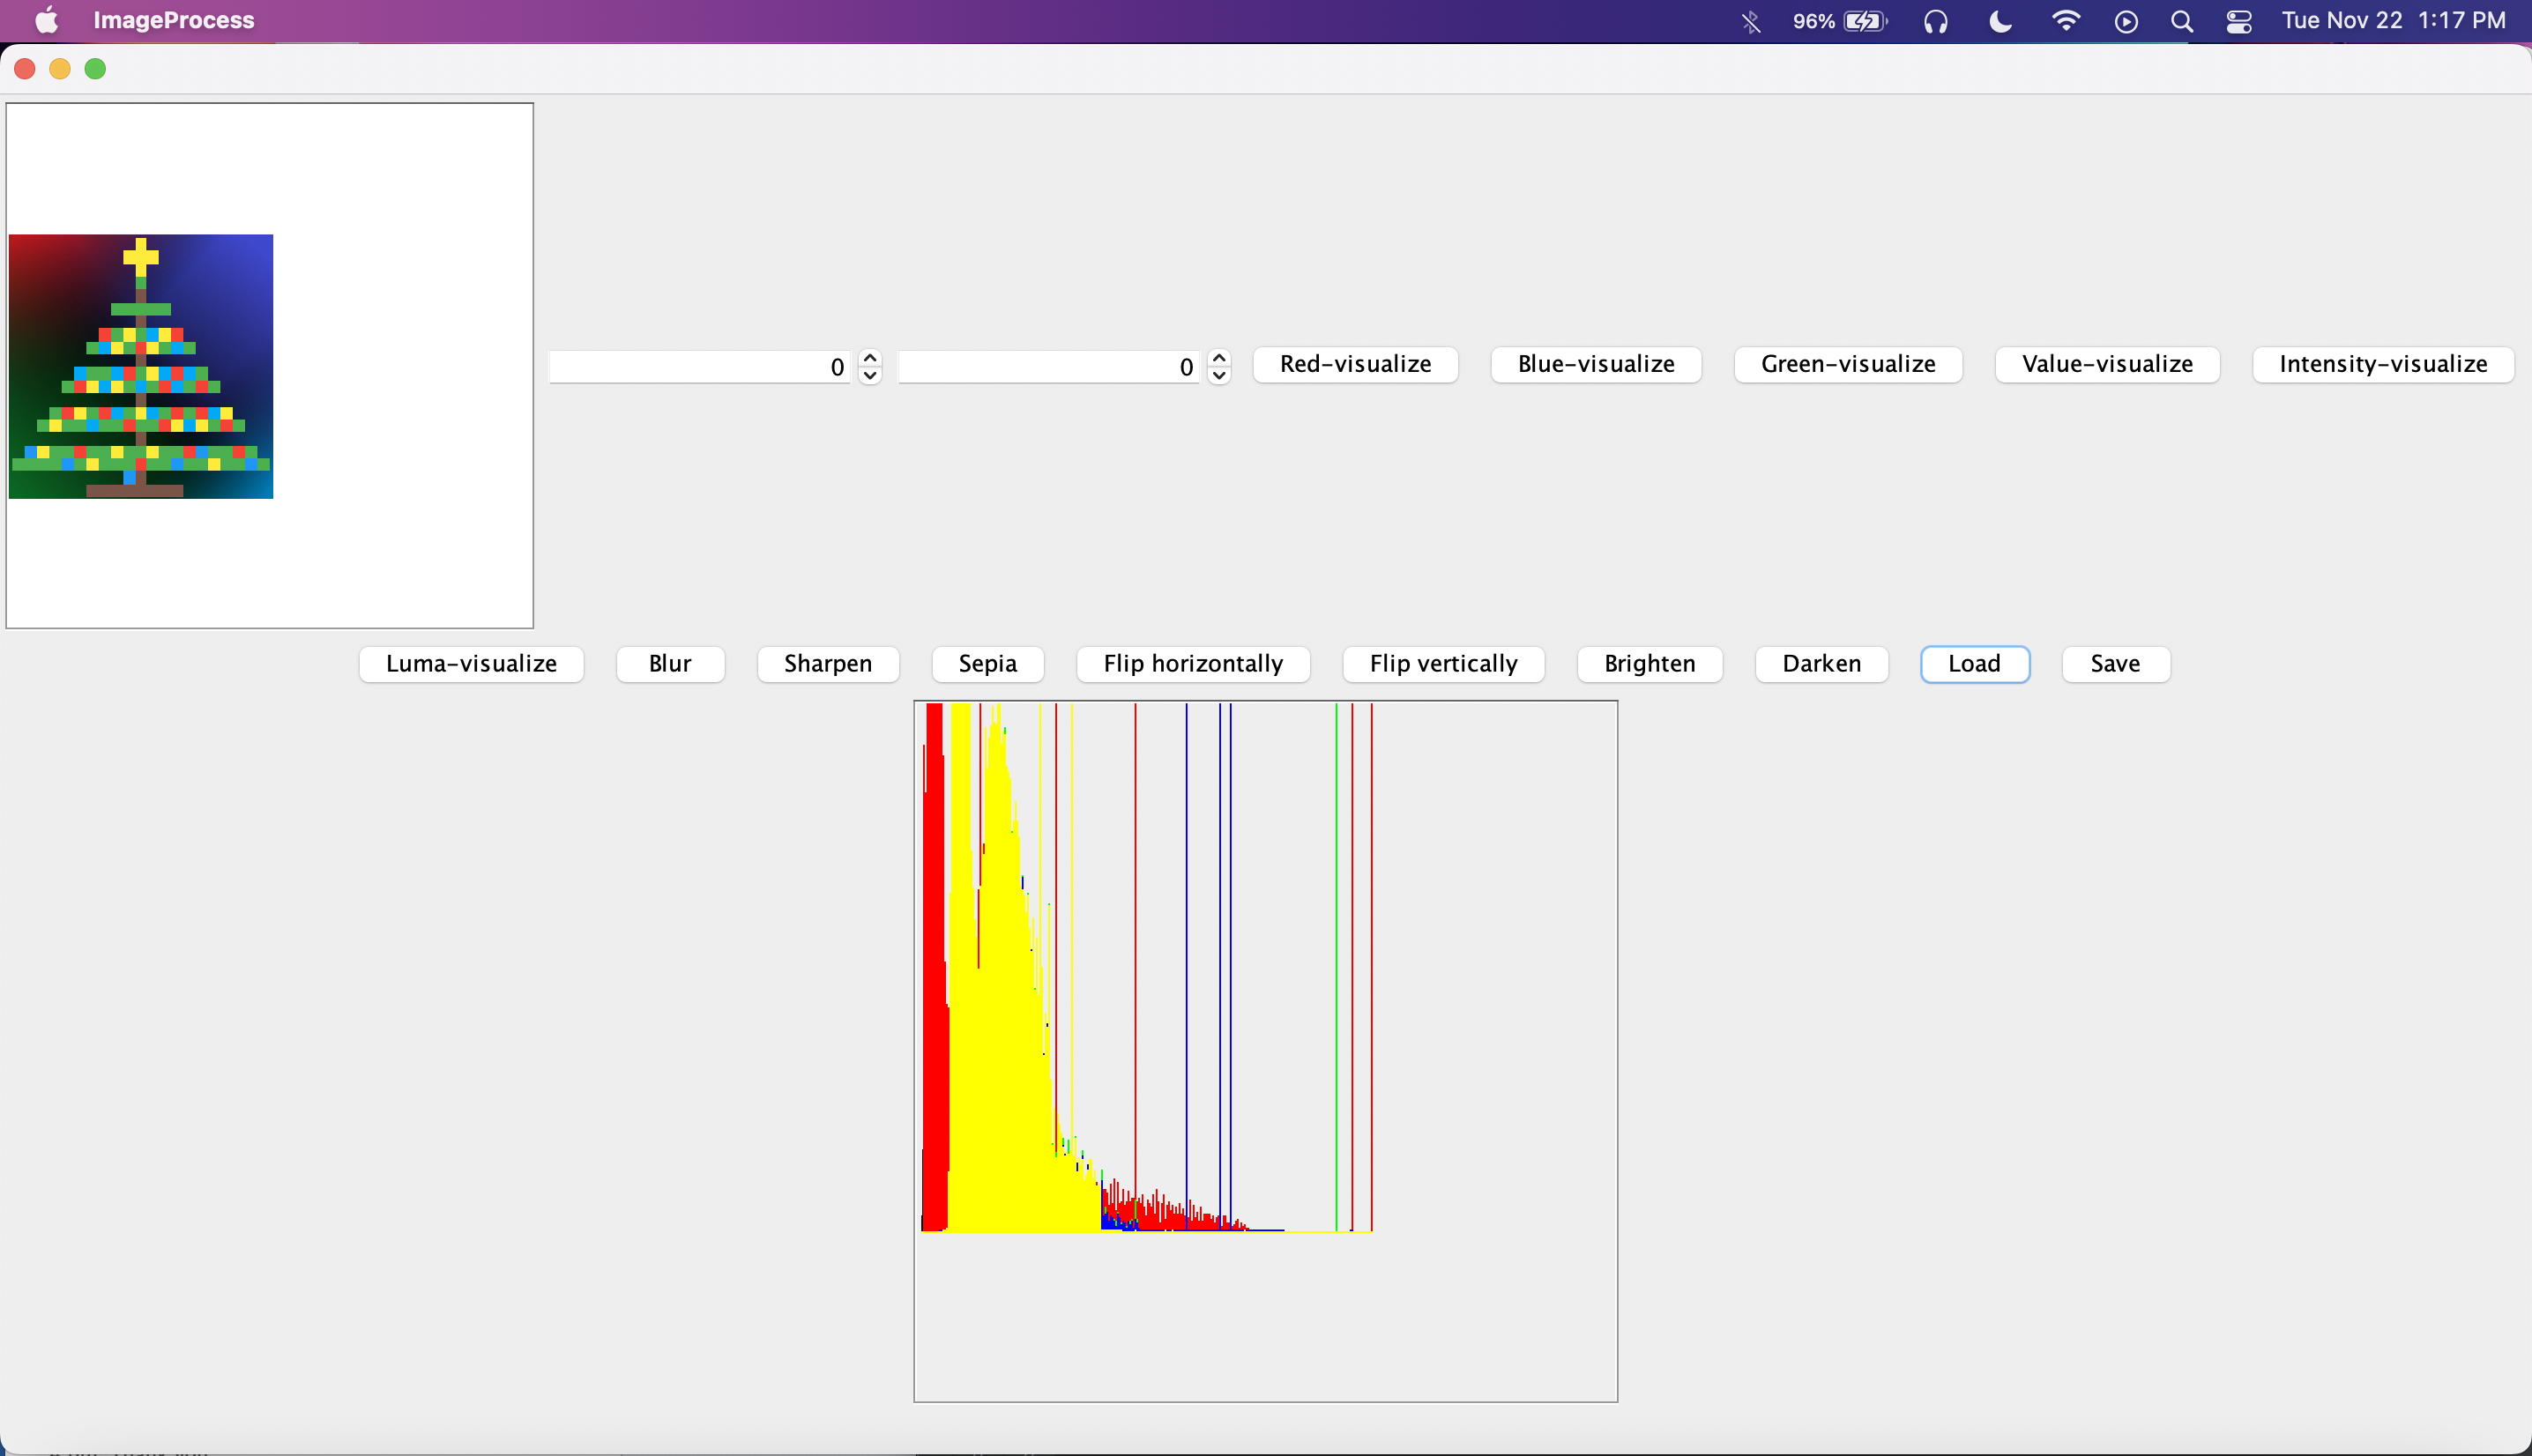 ImageProcess 96% Tue Nov 22 1:17 PM
0 0 Red-visualize Blue-visualize Green-visualize Value-visualize Intensity-visualize
Luma-visualize Blur Sharpen Sepia Flip horizontally Flip vertically Brighten Darken Load Save